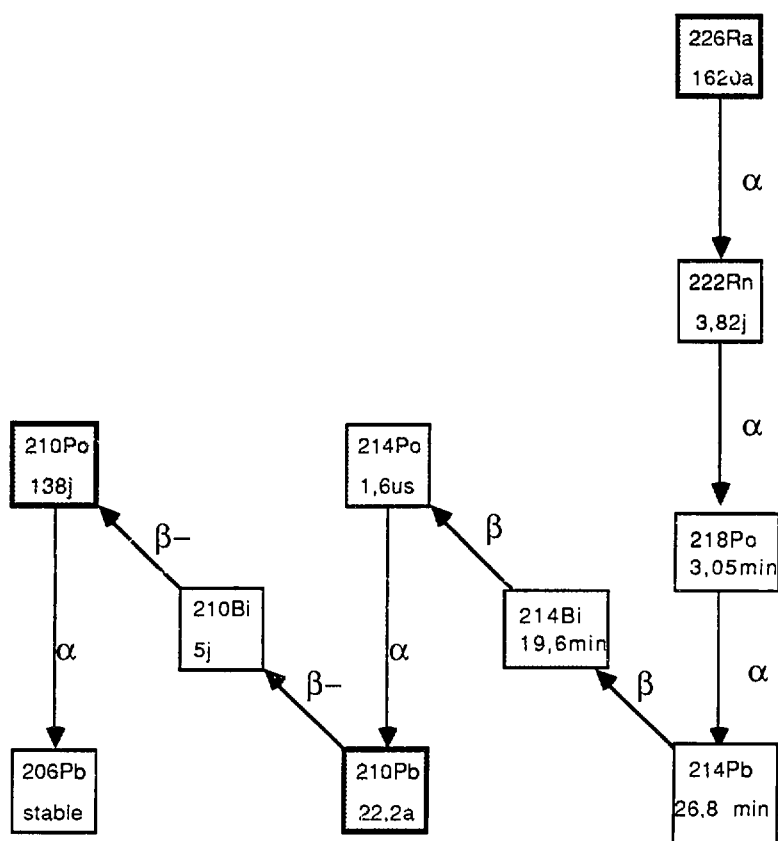 226Ra
1620a
α
222Rn
3,82j
α
210Po
138j
214Po
1,6us
218Po
3,05min
β–
β
210Bi
5j
214Bi
19,6min
α
α
α
β–
β
206Pb
stable
210Pb
22,2a
214Pb
26,8 min